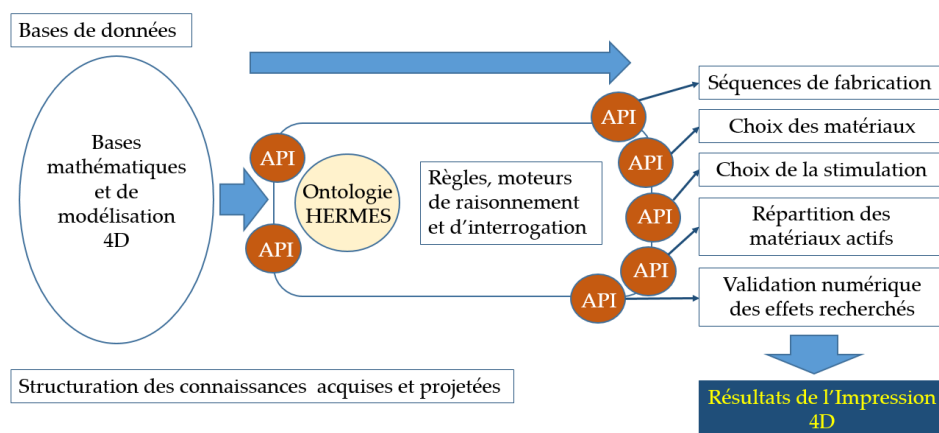 Bases de données
Bases
mathématiques
et de
modélisation
4D
API
API
Ontologie
HERMES
Règles, moteurs
de raisonnement
et d'interrogation
API
API
API
API
API
Séquences de fabrication
Choix des matériaux
Choix de la stimulation
Répartition des
matériaux actifs
Validation numérique
des effets recherchés
Structuration des connaissances acquises et projetées
Résultats de l'Impression
4D